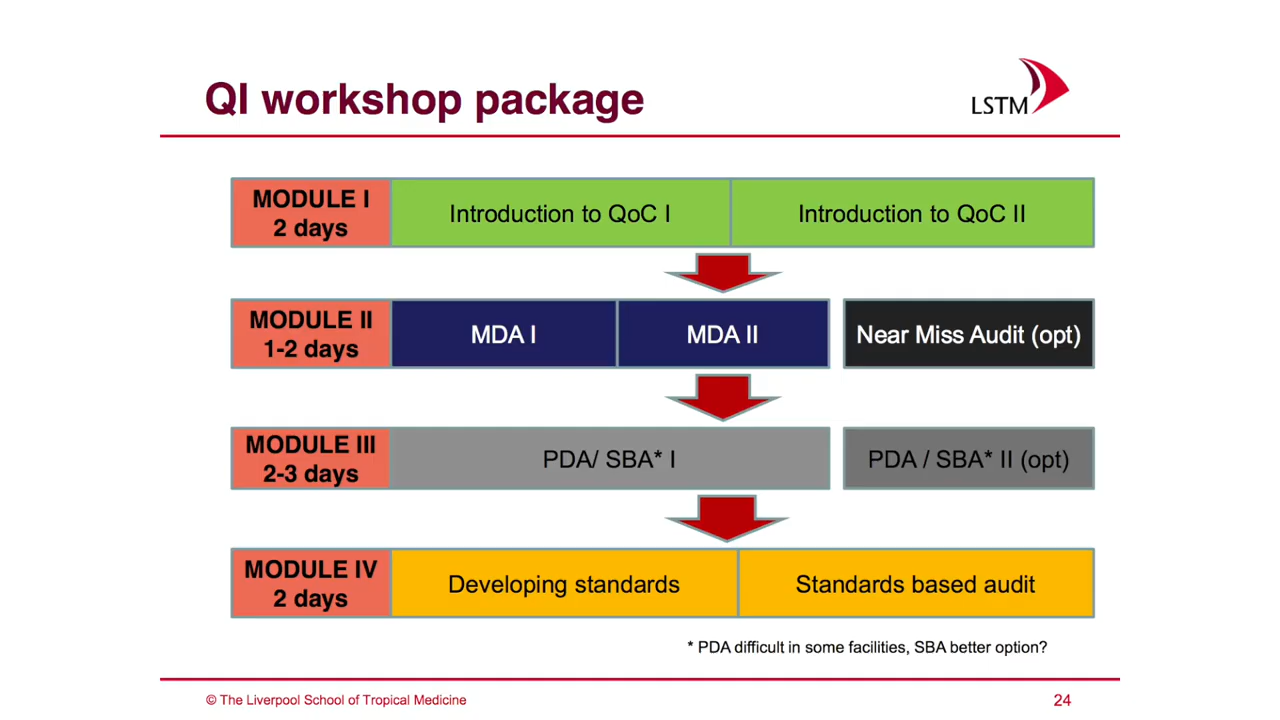 QI workshop package
LSTM
MODULE I
2 days
Introduction to QoC I
Introduction to QoC II
MODULE II
1-2 days
MDA I
MDA II
Near Miss Audit (opt)
MODULE III
2-3 days
PDA/ SBA* I
PDA / SBA* II (opt)
MODULE IV
2 days
Developing standards
Standards based audit
* PDA difficult in some facilities, SBA better option?
© The Liverpool School of Tropical Medicine
24